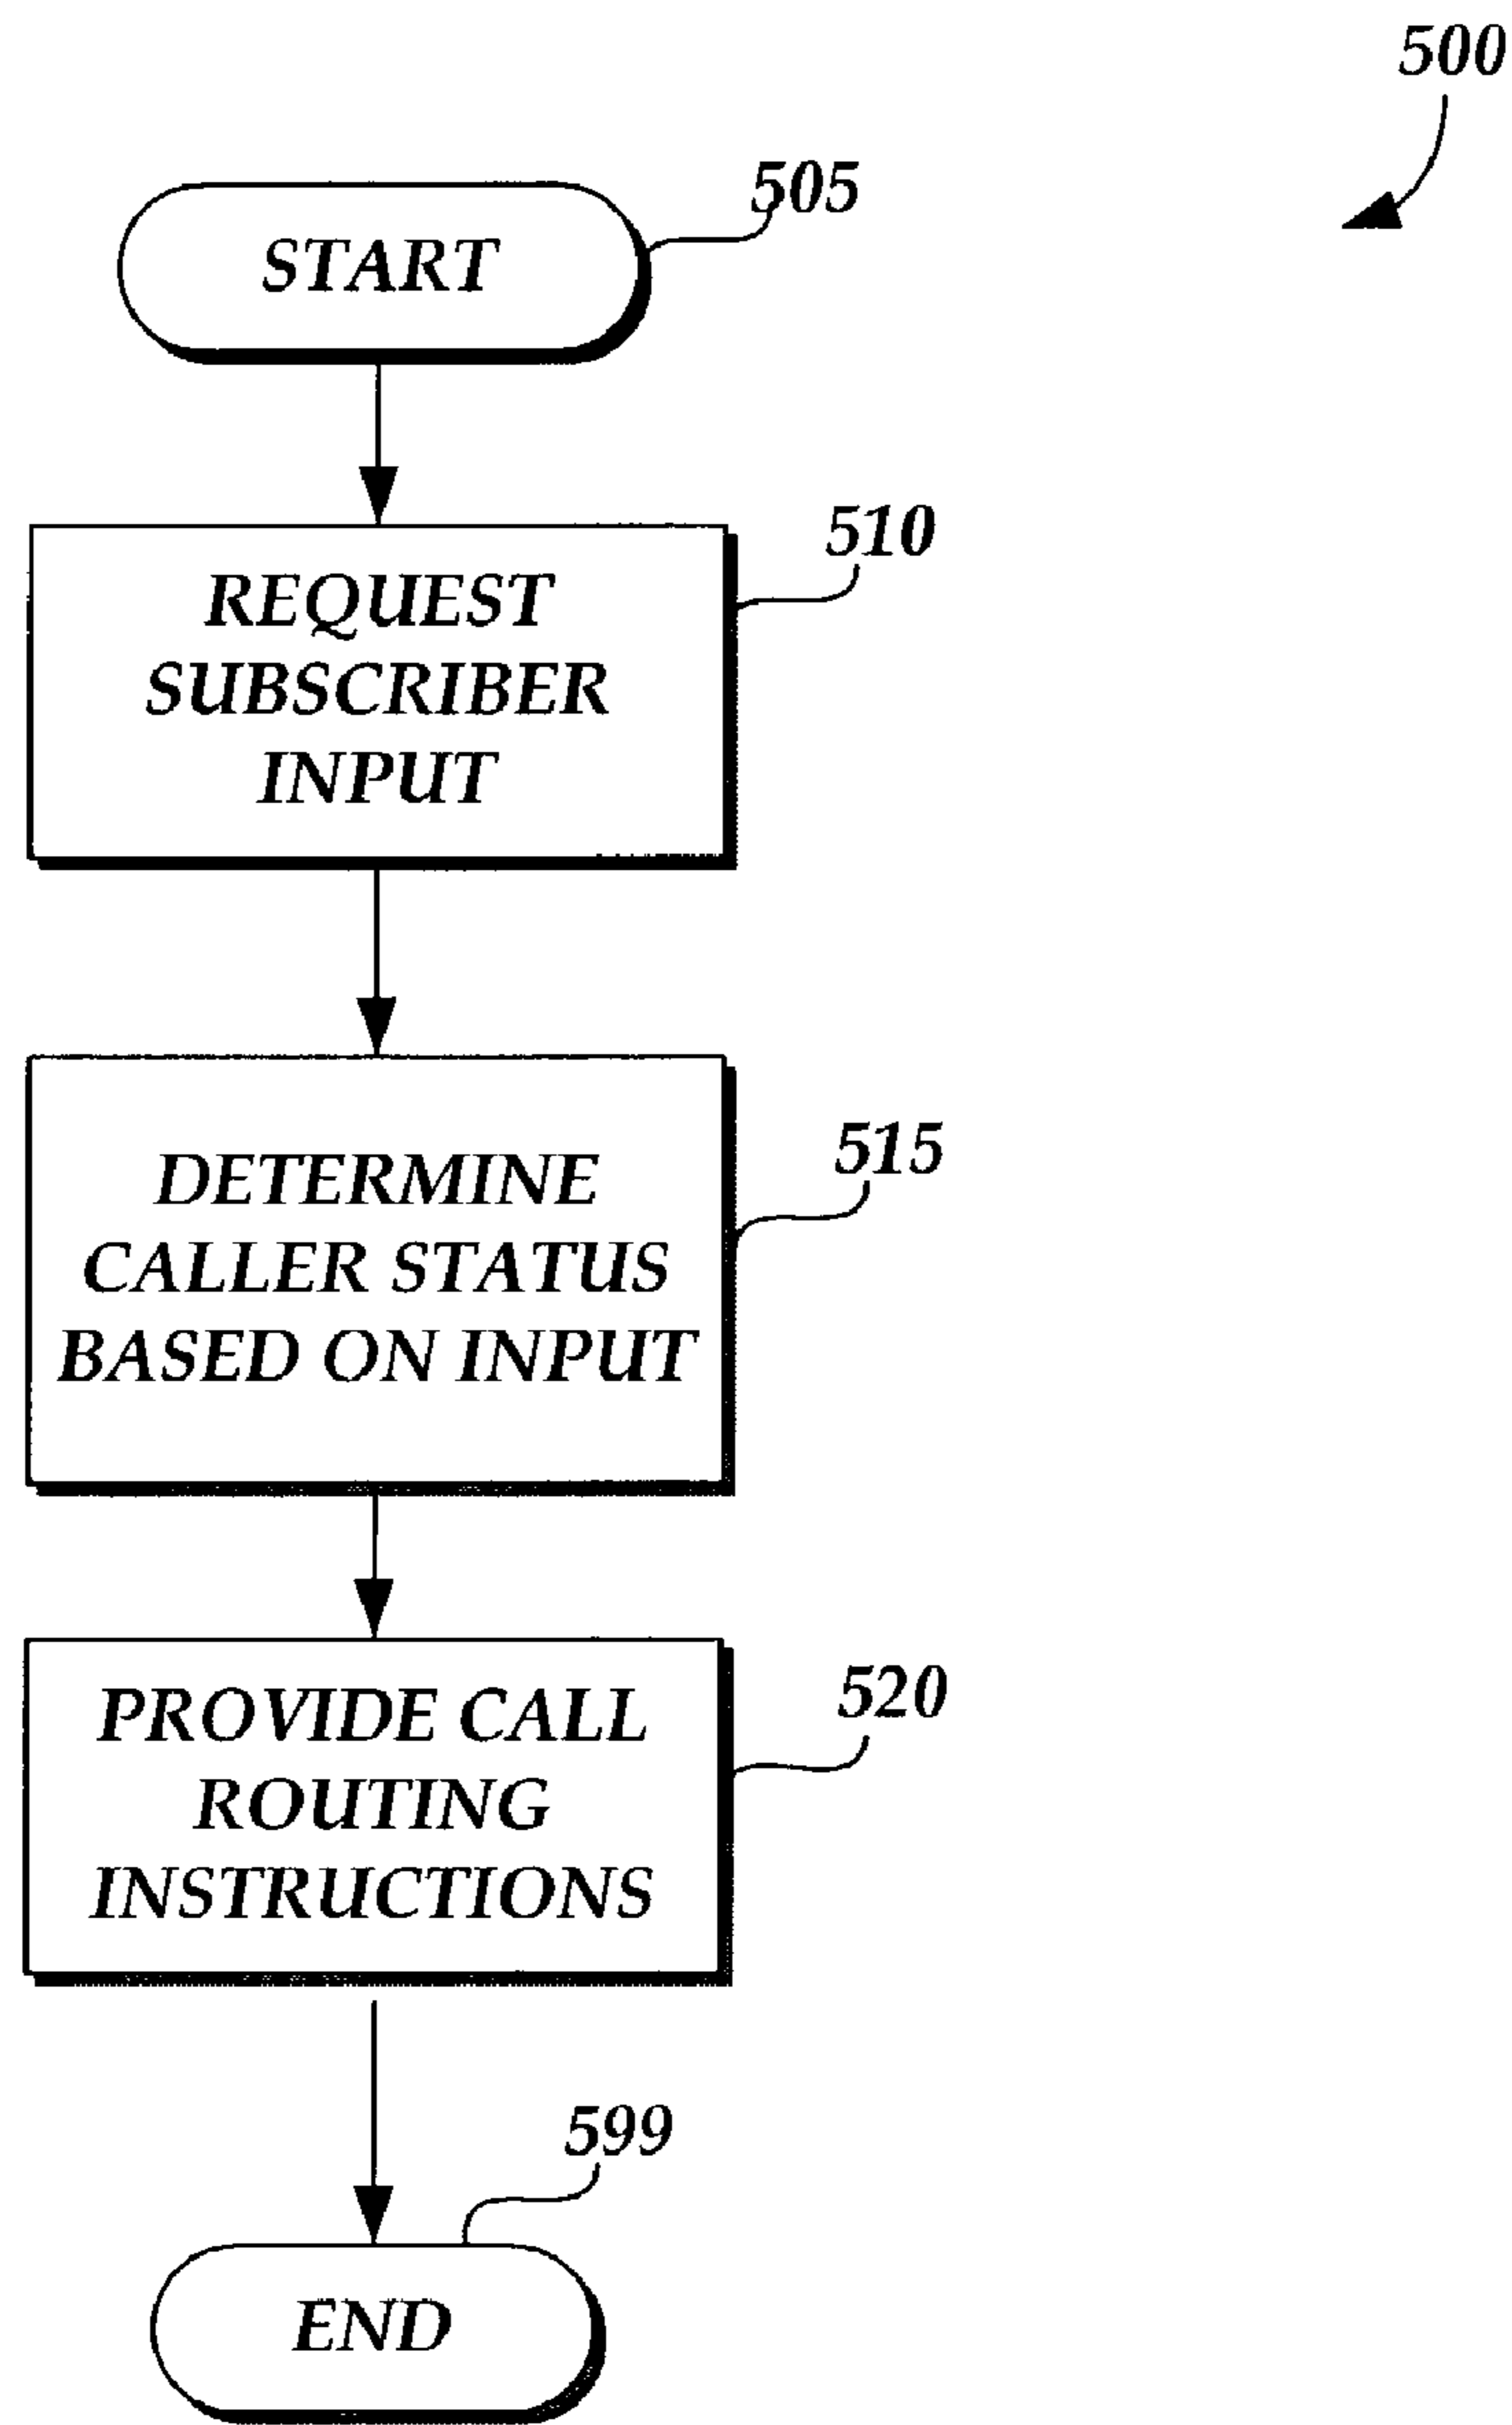 500
505
START
510
REQUEST
SUBSCRIBER
INPUT
515
DETERMINE
CALLER STATUS
BASED ON INPUT
520
PROVIDE CALL
ROUTING
INSTRUCTIONS
599
END